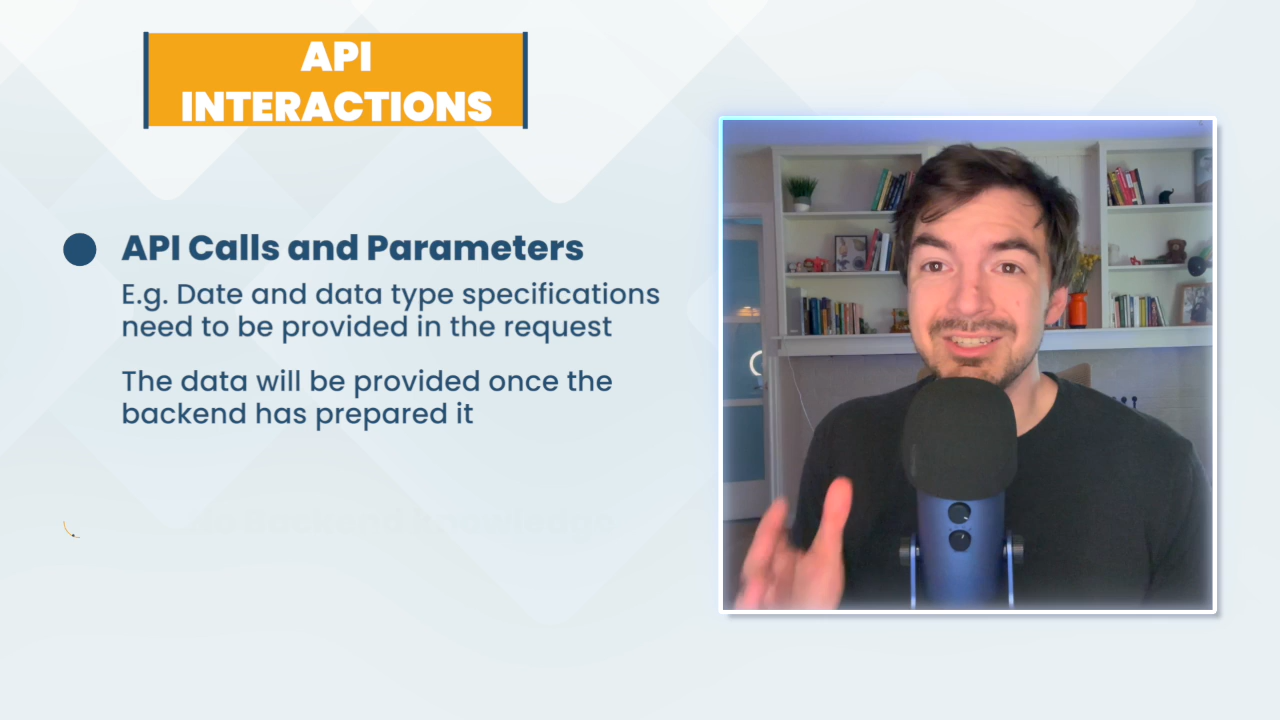 API
INTERACTIONS
API Calls and Parameters
E.g. Date and data type specifications
need to be provided in the request
The data will be provided once the
backend has prepared it